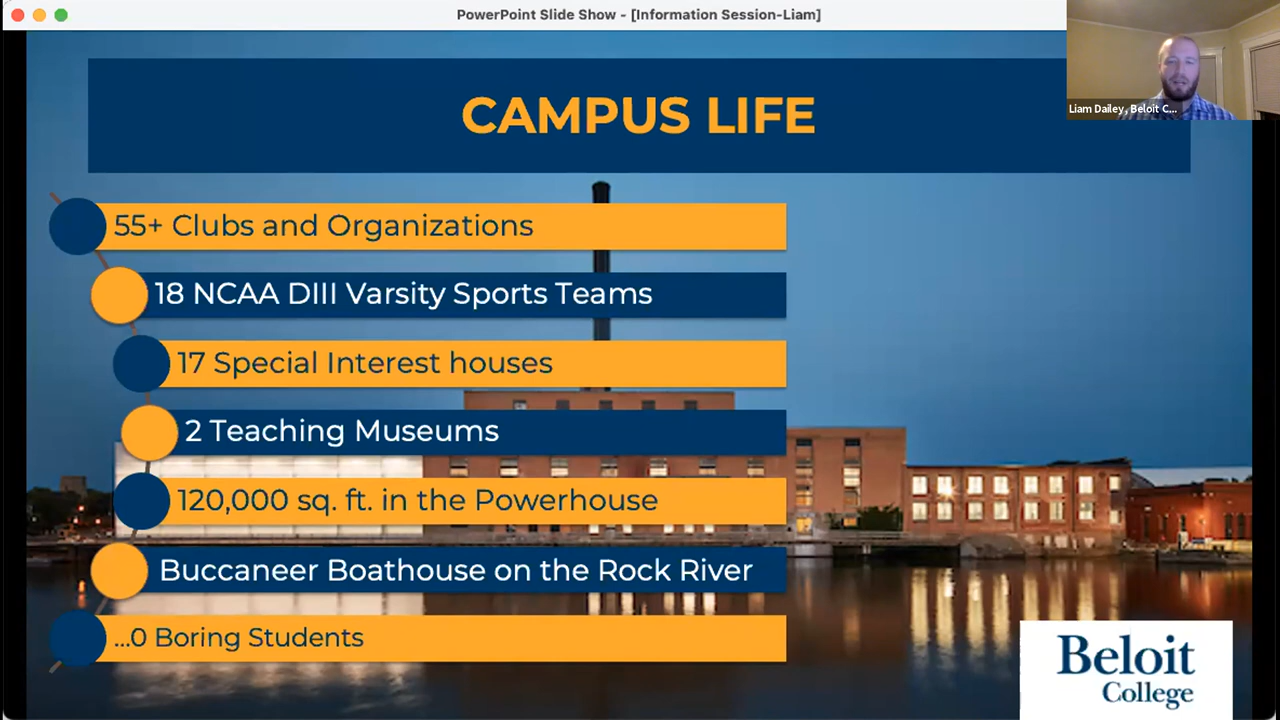 PowerPoint Slide Show - [Information Session-Liam]
Liam Dailey, Beloit C...
CAMPUS LIFE
55+ Clubs and Organizations
18 NCAA DIII Varsity Sports Teams
17 Special Interest houses
2 Teaching Museums
120,000 sq. ft. in the Powerhouse
Buccaneer Boathouse on the Rock River
...0 Boring Students
Beloit
College